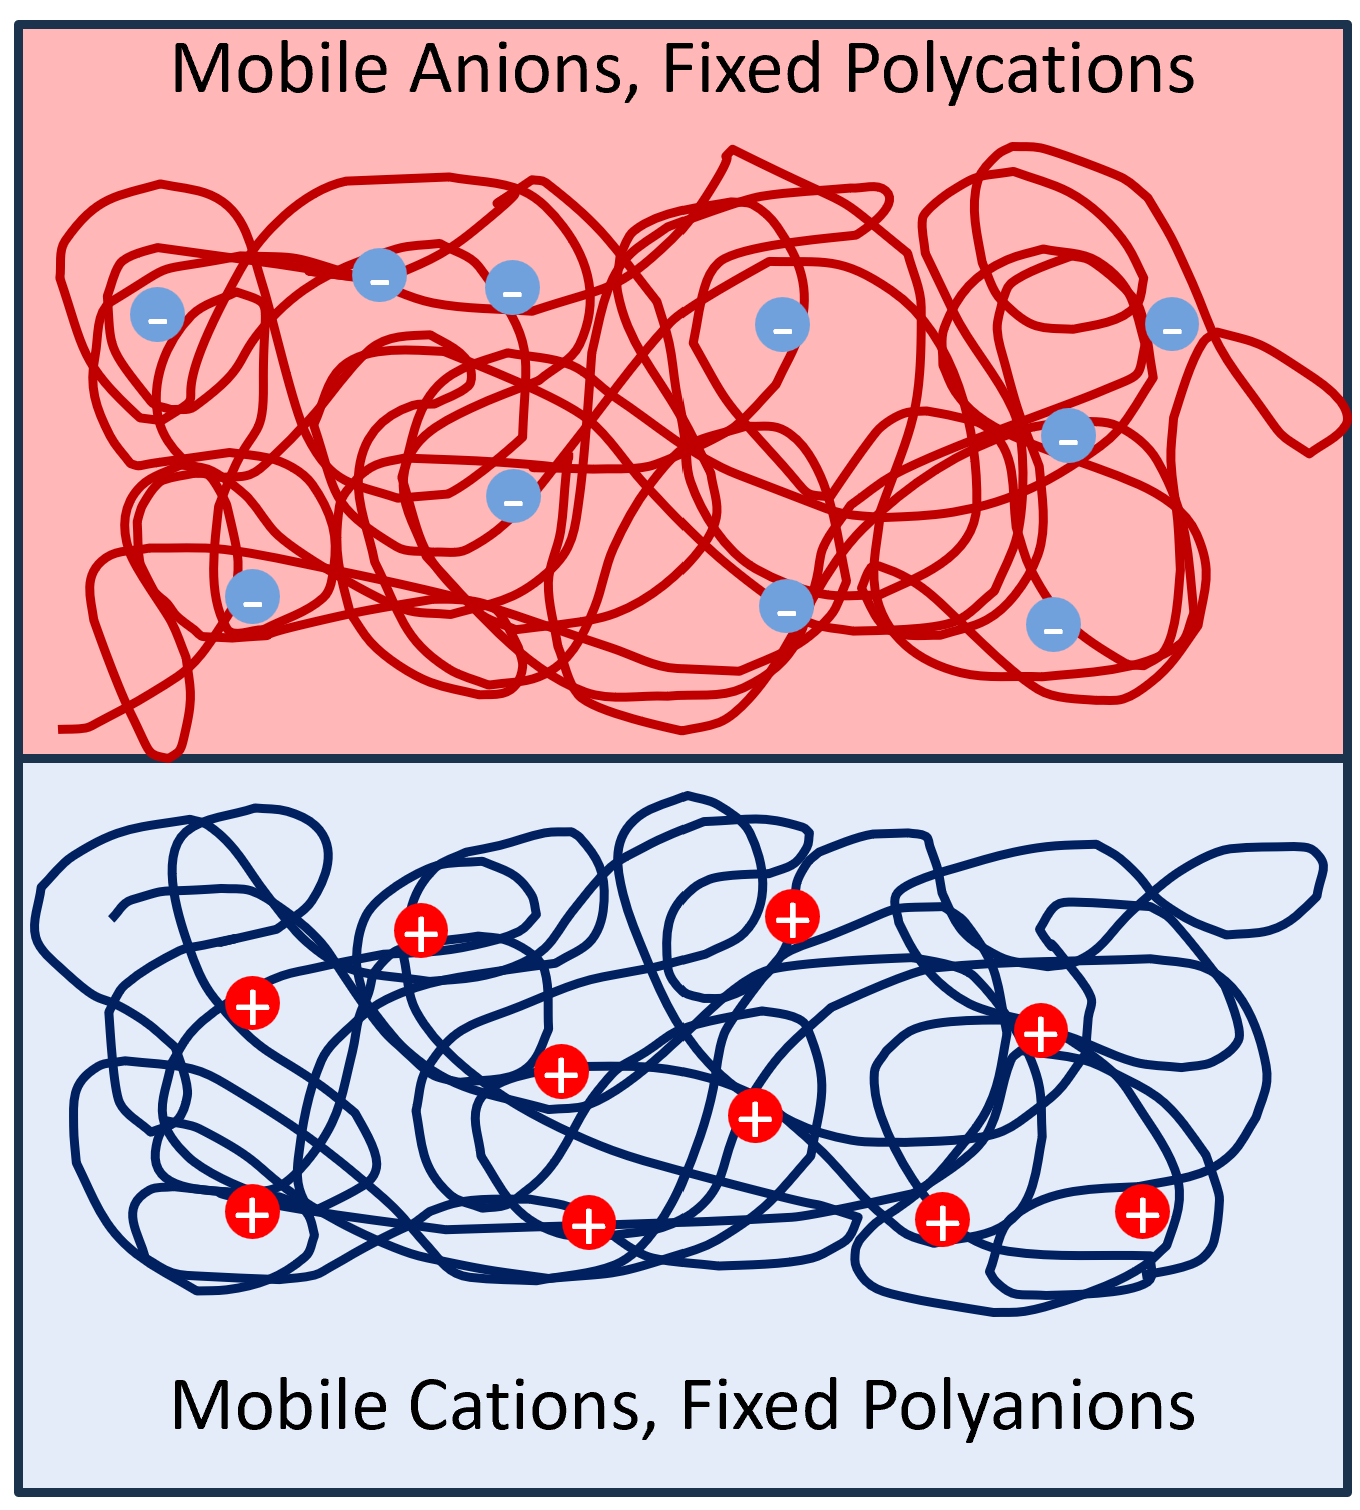 Mobile Anions, Fixed Polycations
- - -
- -
-
-
-
- -
+ +
+
+
+
+
+ + + +
Mobile Cations, Fixed Polyanions